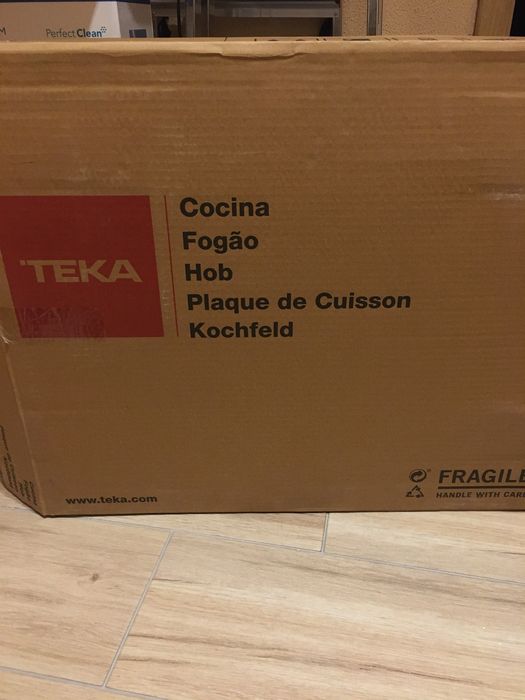 Perfect Clean
TEKA
Cocina
Fogão
Hob
Plaque de Cuisson
Kochfeld
www.teka.com
FRAGILE
HANDLE WITH CARE